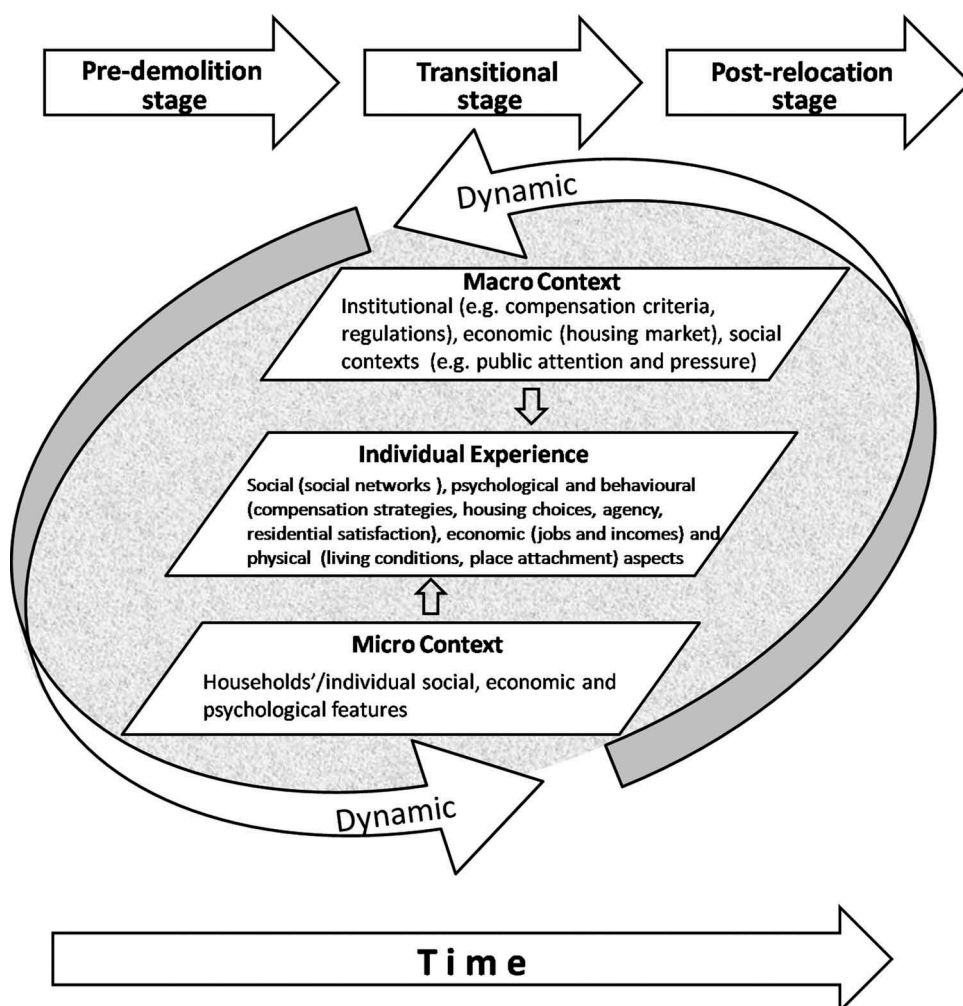 Pre-demolition
stage
Transitional
stage
Post-relocation
stage
Dynamic
Macro Context
Institutional (e.g. compensation criteria,
regulations), economic (housing market), social
contexts (e.g. public attention and pressure)
Individual Experience
Social (social networks ), psychological and behavioural
(compensation strategies, housing choices, agency,
residential satisfaction), economic (jobs and incomes) and
physical (living conditions, place attachment) aspects
Micro Context
Households'/individual social, economic and
psychological features
Dynamic
Time